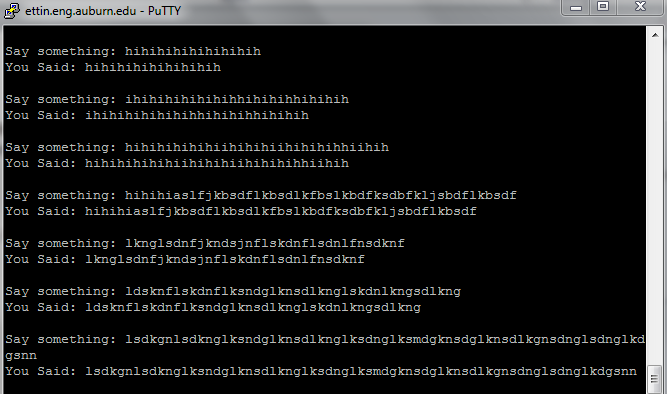 ettin.eng.auburn.edu - PuTTY
Say something: hihihihihihihihih
You Said: hihihihihihihihih
Say something: ihihihihihihihhihihihhihihih
You Said: ihihihihihihihhihihihhihihih
Say something: hihihihihihiihihihiihihihihhiihih
You Said: hihihihihihiihihihiihihihihhiihih
Say something: hihihiaslfjkbsdflkbsdlkfbslkbdfksdbfkljsbdflkbsdf
You Said: hihihiaslfjkbsdflkbsdlkfbslkbdfksdbfkljsbdflkbsdf
Say something: lknglsdnfjkndsjnflskdnflsdnlfnsdknf
You Said: lknglsdnfjkndsjnflskdnflsdnlfnsdknf
Say something: ldsknflskdnflksndglknsdlknglskdnlkngsdlkng
You Said: ldsknflskdnflksndglknsdlknglskdnlkngsdlkng
Say something: lsdkgnlsdknglksndglknsdlknglksdnglksmdgknsdglknsdlkgnsdnglsdnglkd
gsnn
You Said: lsdkgnlsdknglksndglknsdlknglksdnglksmdgknsdglknsdlkgnsdnglsdnglkdgsnn